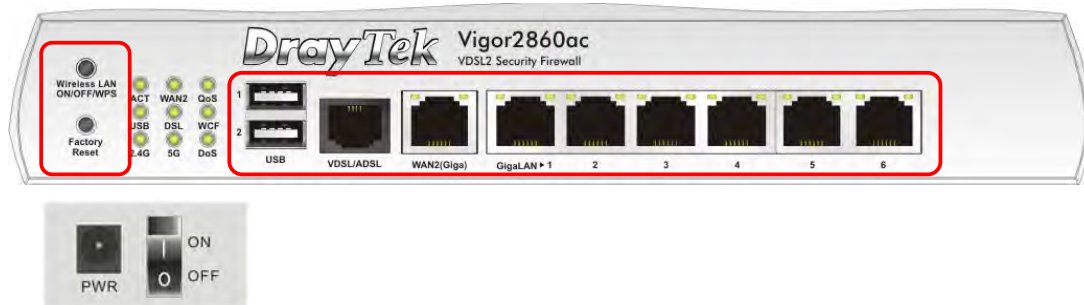 DrayTek Vigor2860ac
VDSL2 Security Firewall
Wireless LAN
ON/OFF/WPS
Factory
Reset
ACT WAN2 QoS
USB DSL WCF
2.4G 5G DoS
1
2
USB
VDSL/ADSL
WAN2(Giga)
GigaLAN ▶ 1 2 3 4 5 6
PWR
I ON
O OFF